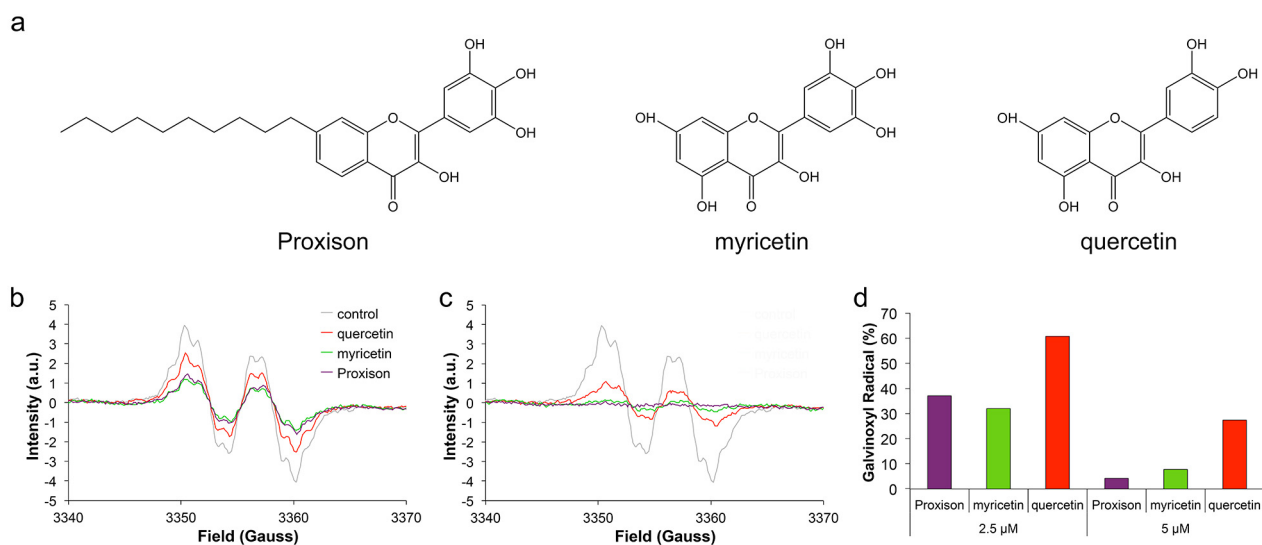 a
OH
OH
OH
O
OH
O
Proxison
OH
OH
OH
HO
O
OH
OH
O
myricetin
OH
OH
HO
O
OH
OH
O
quercetin
b
Intensity (a.u.)
5
4
3
2
1
0
-1
-2
-3
-4
-5
control
quercetin
myricetin
Proxison
3340
3350
3360
3370
Field (Gauss)
c
Intensity (a.u.)
5
4
3
2
1
0
-1
-2
-3
-4
-5
3340
3350
3360
3370
Field (Gauss)
d
Galvinoxyl Radical (%)
70
60
50
40
30
20
10
0
Proxison myricetin quercetin Proxison myricetin quercetin
2.5 µM 5 µM